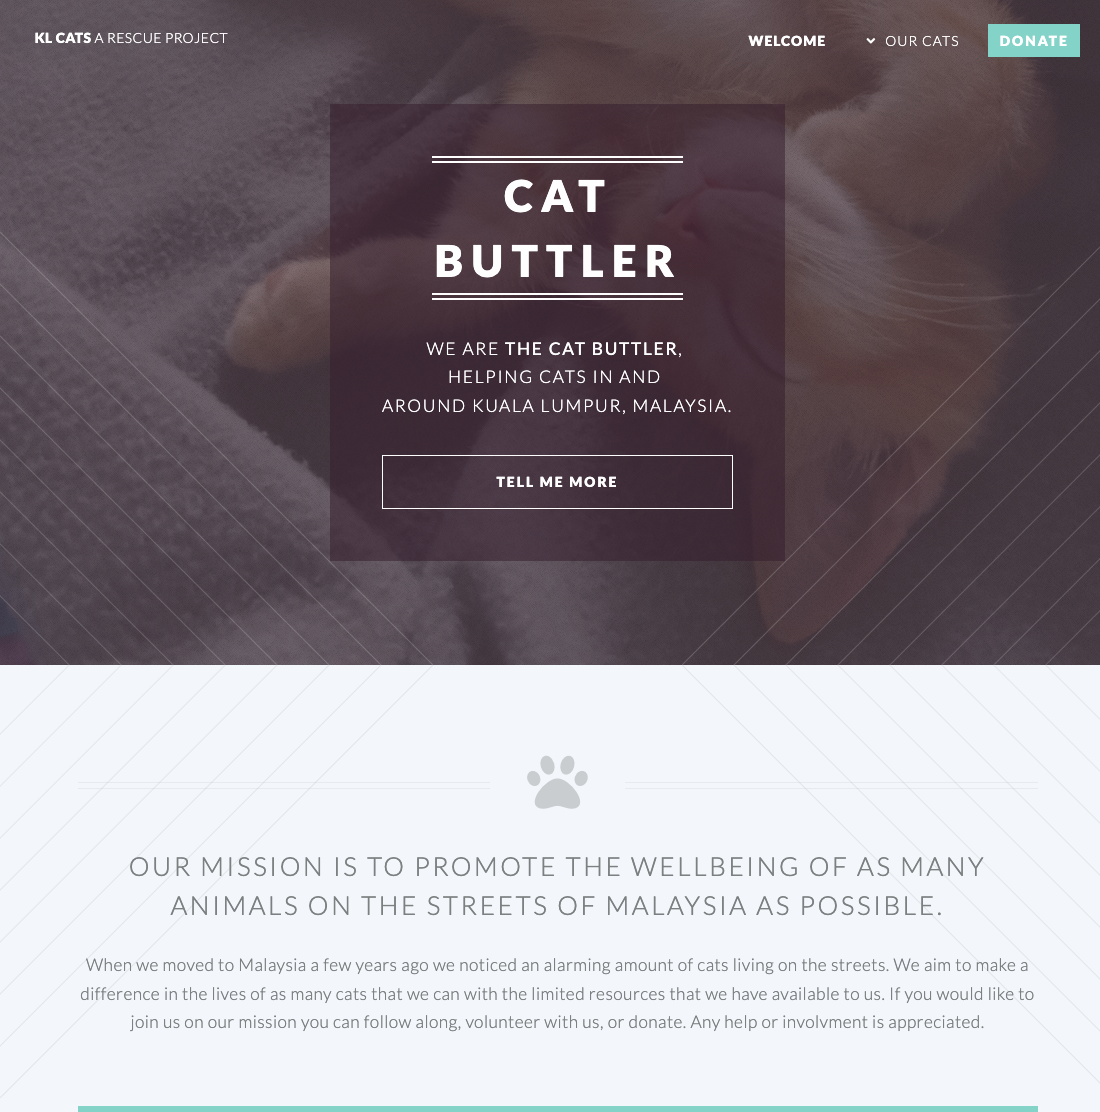 KL CATS A RESCUE PROJECT
WELCOME
OUR CATS
DONATE
CAT
BUTTLER
WE ARE THE CAT BUTTLER,
HELPING CATS IN AND
AROUND KUALA LUMPUR, MALAYSIA.
TELL ME MORE
OUR MISSION IS TO PROMOTE THE WELLBEING OF AS MANY
ANIMALS ON THE STREETS OF MALAYSIA AS POSSIBLE.
When we moved to Malaysia a few years ago we noticed an alarming amount of cats living on the streets. We aim to make a
difference in the lives of as many cats that we can with the limited resources that we have available to us. If you would like to
join us on our mission you can follow along, volunteer with us, or donate. Any help or involvment is appreciated.